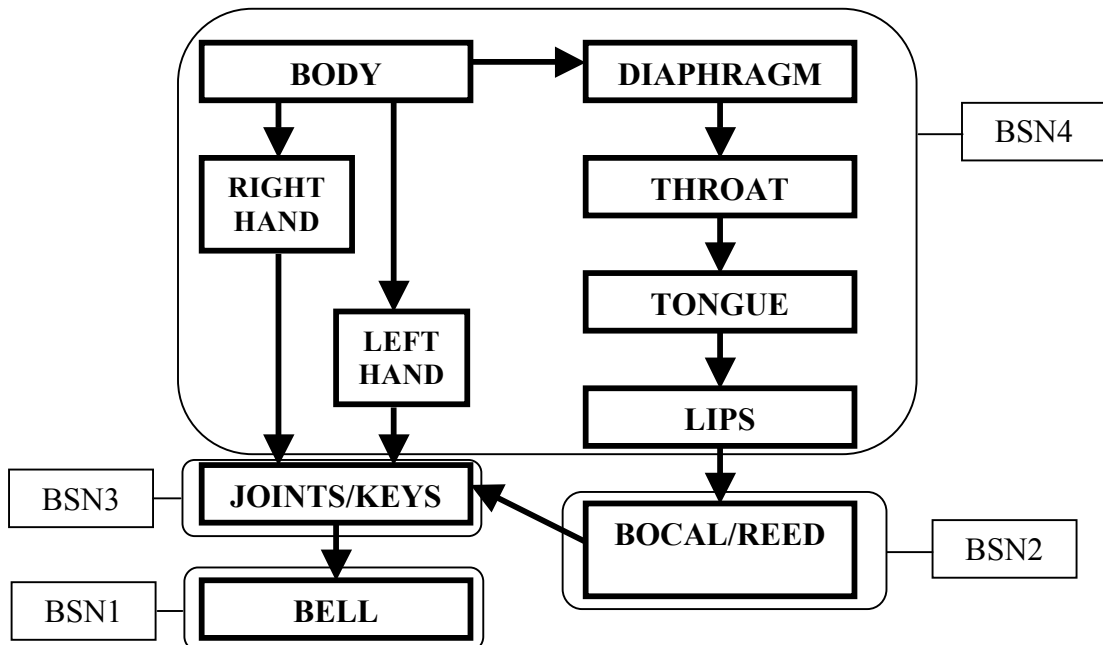 BODY
DIAPHRAGM
BSN4
RIGHT
HAND
THROAT
TONGUE
LEFT
HAND
LIPS
BSN3
JOINTS/KEYS
BOCAL/REED
BSN2
BSN1
BELL